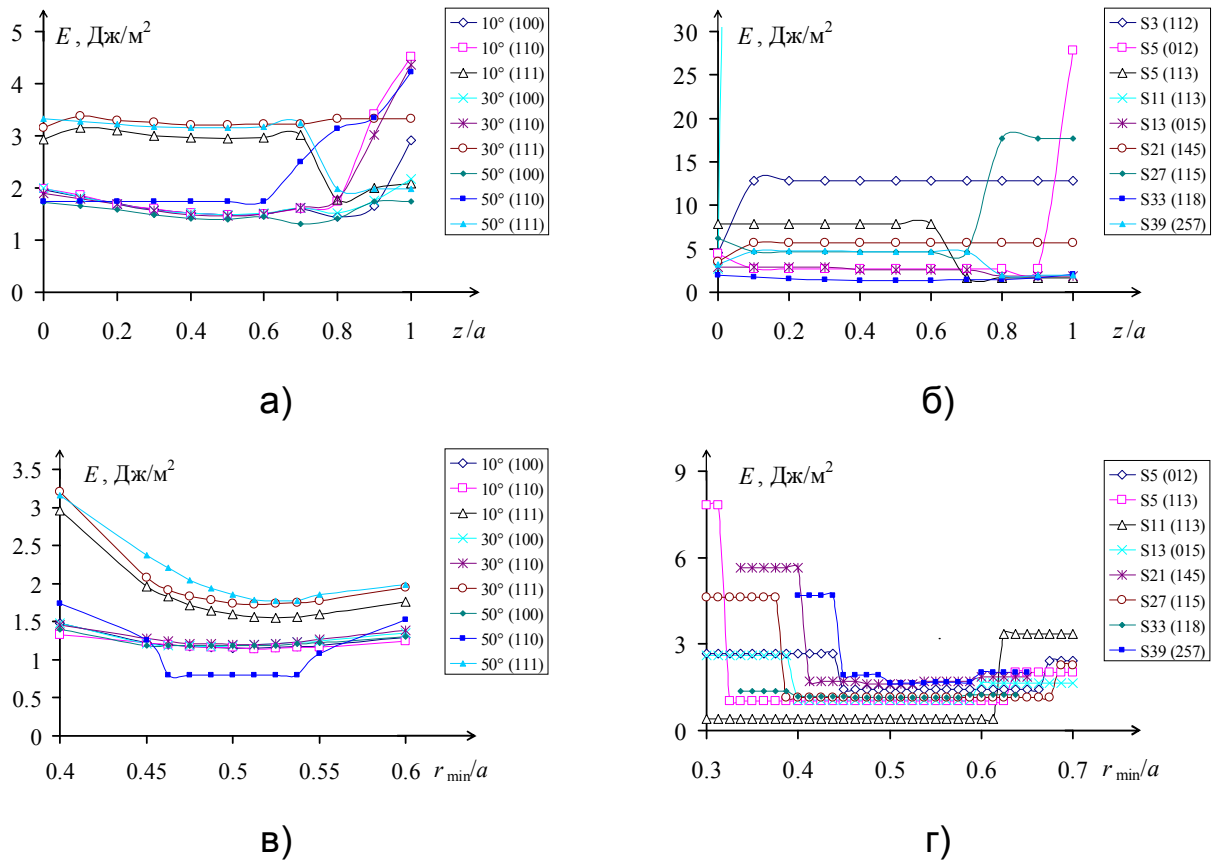 E , Дж/м²
5
4
3
2
1
0
0
0.2
0.4
0.6
0.8
1
z/a
10° (100)
10° (110)
10° (111)
30° (100)
30° (110)
30° (111)
50° (100)
50° (110)
50° (111)
а)
E , Дж/м²
30
25
20
15
10
5
0
0
0.2
0.4
0.6
0.8
1
z/a
S3 (112)
S5 (012)
S5 (113)
S11 (113)
S13 (015)
S21 (145)
S27 (115)
S33 (118)
S39 (257)
б)
E , Дж/м²
3.5
3
2.5
2
1.5
1
0.5
0
0.4
0.45
0.5
0.55
0.6
r min/a
10° (100)
10° (110)
10° (111)
30° (100)
30° (110)
30° (111)
50° (100)
50° (110)
50° (111)
в)
E , Дж/м²
9
6
3
0
0.3
0.4
0.5
0.6
0.7
r min/a
S5 (012)
S5 (113)
S11 (113)
S13 (015)
S21 (145)
S27 (115)
S33 (118)
S39 (257)
г)